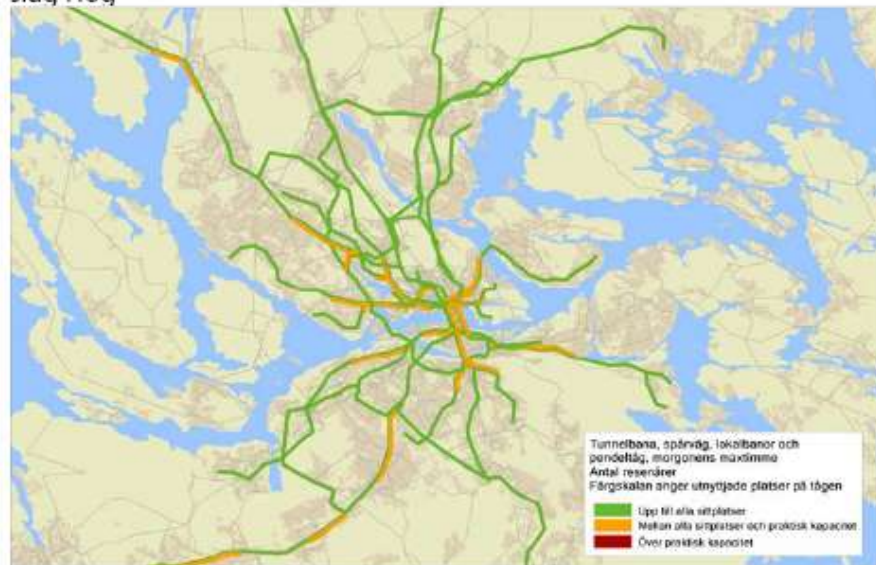 Tunnelbana, spårväg, lokalbanor och
pendeltåg, morgonens maxtimme
Antal resenärer
Färgskalan anger utnyttjade platser på tågen
Upp till alla sittplatser
Mellan alla sittplatser och praktisk kapacitet
Över praktisk kapacitet